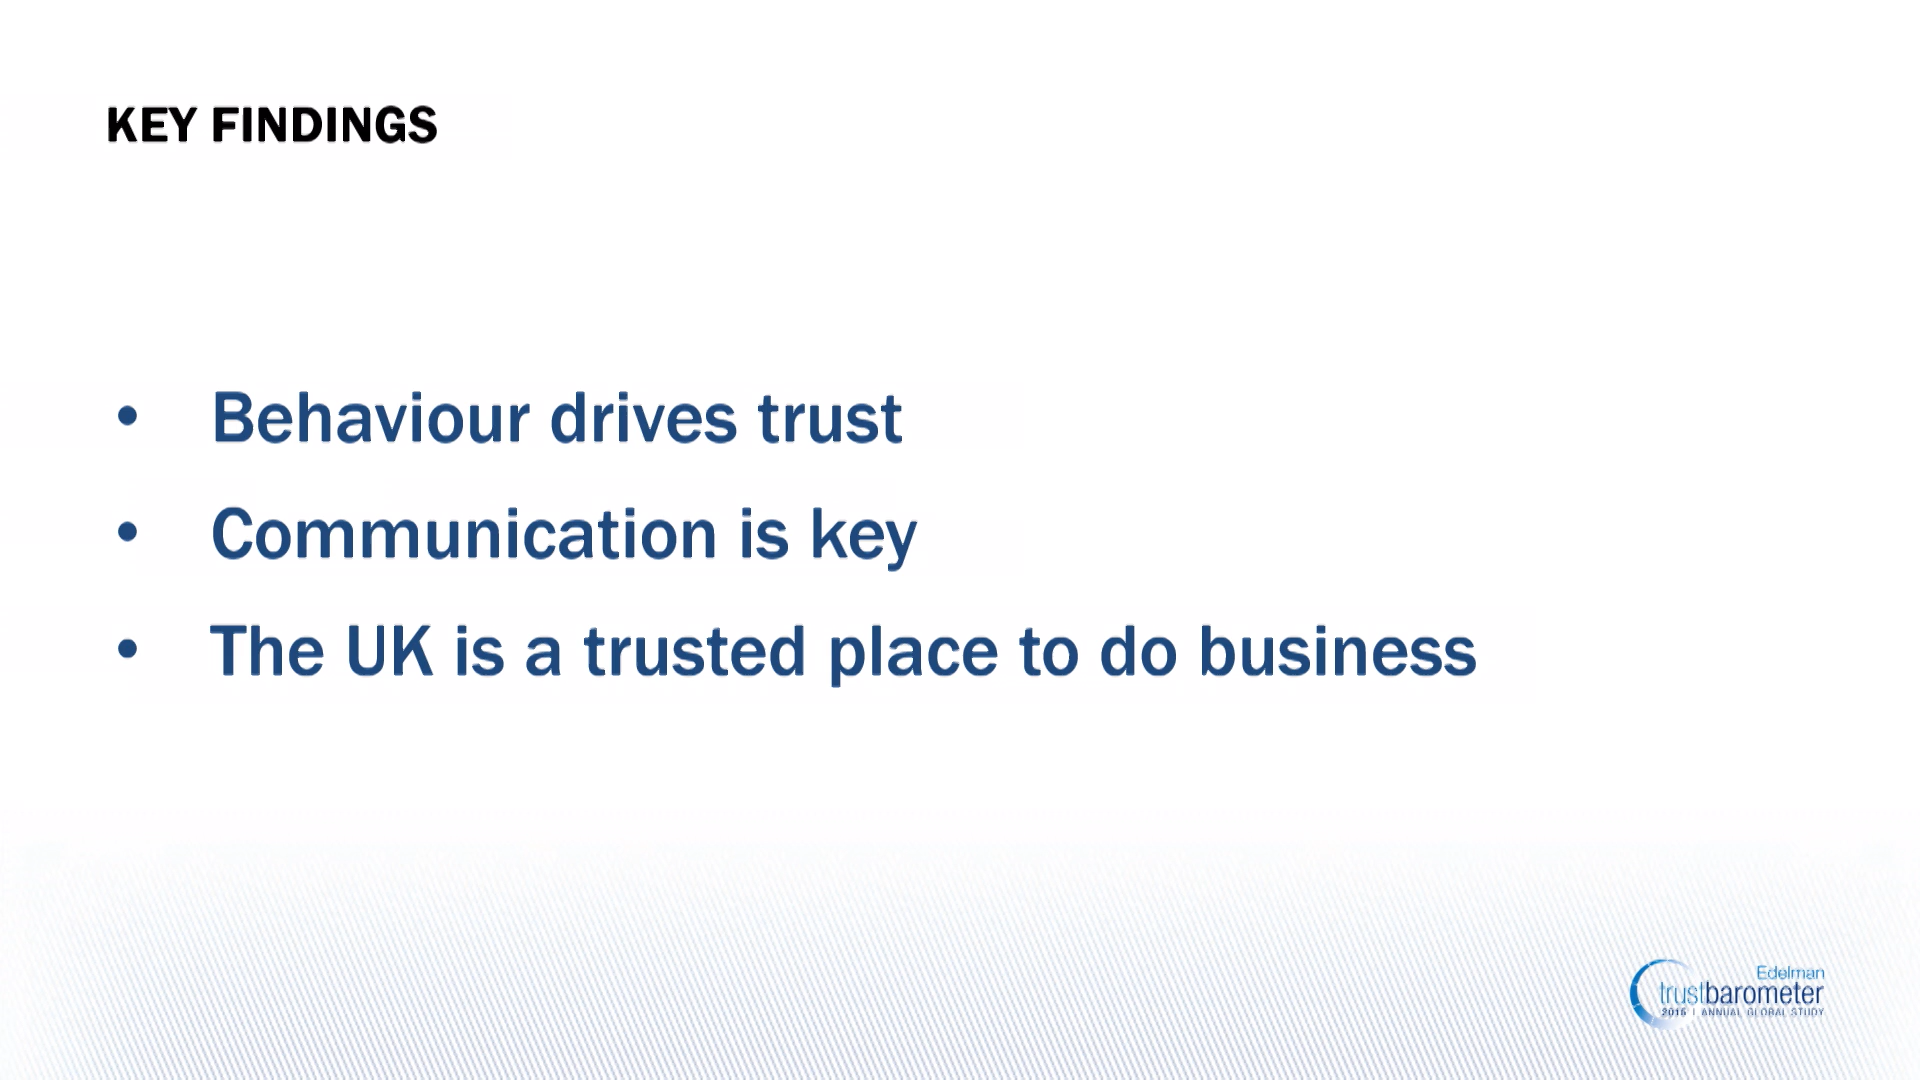 KEY FINDINGS
• Behaviour drives trust
• Communication is key
• The UK is a trusted place to do business
Edelman
trustbarometer
2015 | ANNUAL GLOBAL STUDY